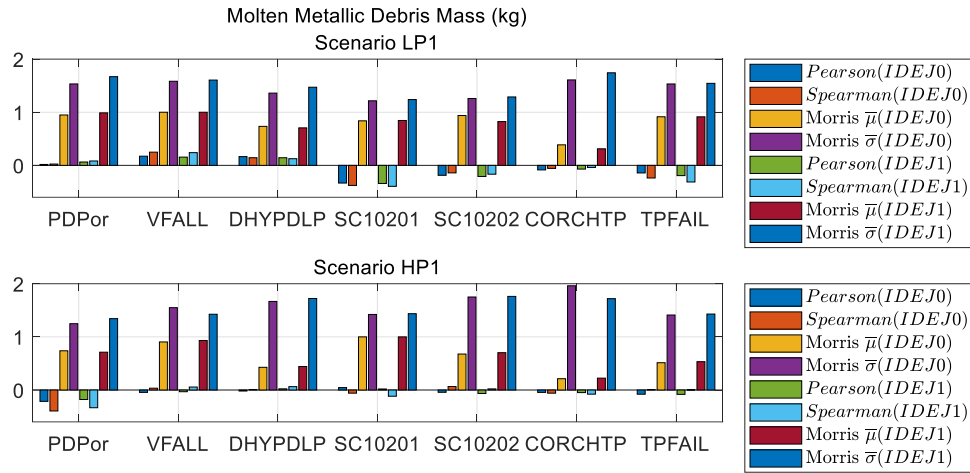 Molten Metallic Debris Mass (kg)
Scenario LP1
2
1
0
PDPor VFALL DHYPDLP SC10201 SC10202 CORCHTP TPFAIL
Pearson(IDEJ0)
Spearman(IDEJ0)
Morris μ̅(IDEJ0)
Morris σ̅(IDEJ0)
Pearson(IDEJ1)
Spearman(IDEJ1)
Morris μ̅(IDEJ1)
Morris σ̅(IDEJ1)
Scenario HP1
2
1
0
PDPor VFALL DHYPDLP SC10201 SC10202 CORCHTP TPFAIL
Pearson(IDEJ0)
Spearman(IDEJ0)
Morris μ̅(IDEJ0)
Morris σ̅(IDEJ0)
Pearson(IDEJ1)
Spearman(IDEJ1)
Morris μ̅(IDEJ1)
Morris σ̅(IDEJ1)